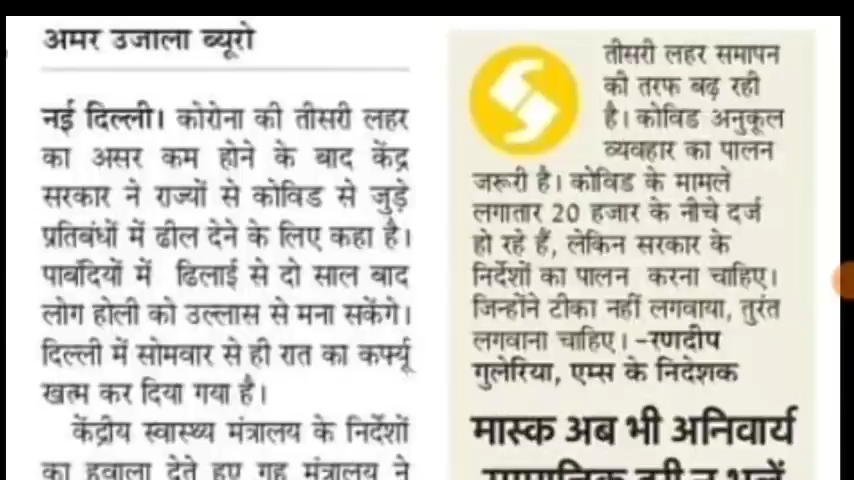 अमर उजाला ब्यूरो
नई दिल्ली। कोरोना की तीसरी लहर
का असर कम होने के बाद केंद्र
सरकार ने राज्यों से कोविड से जुड़े
प्रतिबंधों में ढील देने के लिए कहा है।
पाबंदियों में ढिलाई से दो साल बाद
लोग होली को उल्लास से मना सकेंगे।
दिल्ली में सोमवार से ही रात का कर्फ्यू
खत्म कर दिया गया है।
केंद्रीय स्वास्थ्य मंत्रालय के निर्देशों
का हवाला देते हुए गृह मंत्रालय ने
तीसरी लहर समापन
की तरफ बढ़ रही
है। कोविड अनुकूल
व्यवहार का पालन
जरूरी है। कोविड के मामले
लगातार 20 हजार के नीचे दर्ज
हो रहे हैं, लेकिन सरकार के
निर्देशों का पालन करना चाहिए।
जिन्होंने टीका नहीं लगवाया, तुरंत
लगवाना चाहिए। -रणदीप
गुलेरिया, एम्स के निदेशक
मास्क अब भी अनिवार्य
सामाजिक दूरी न भूलें